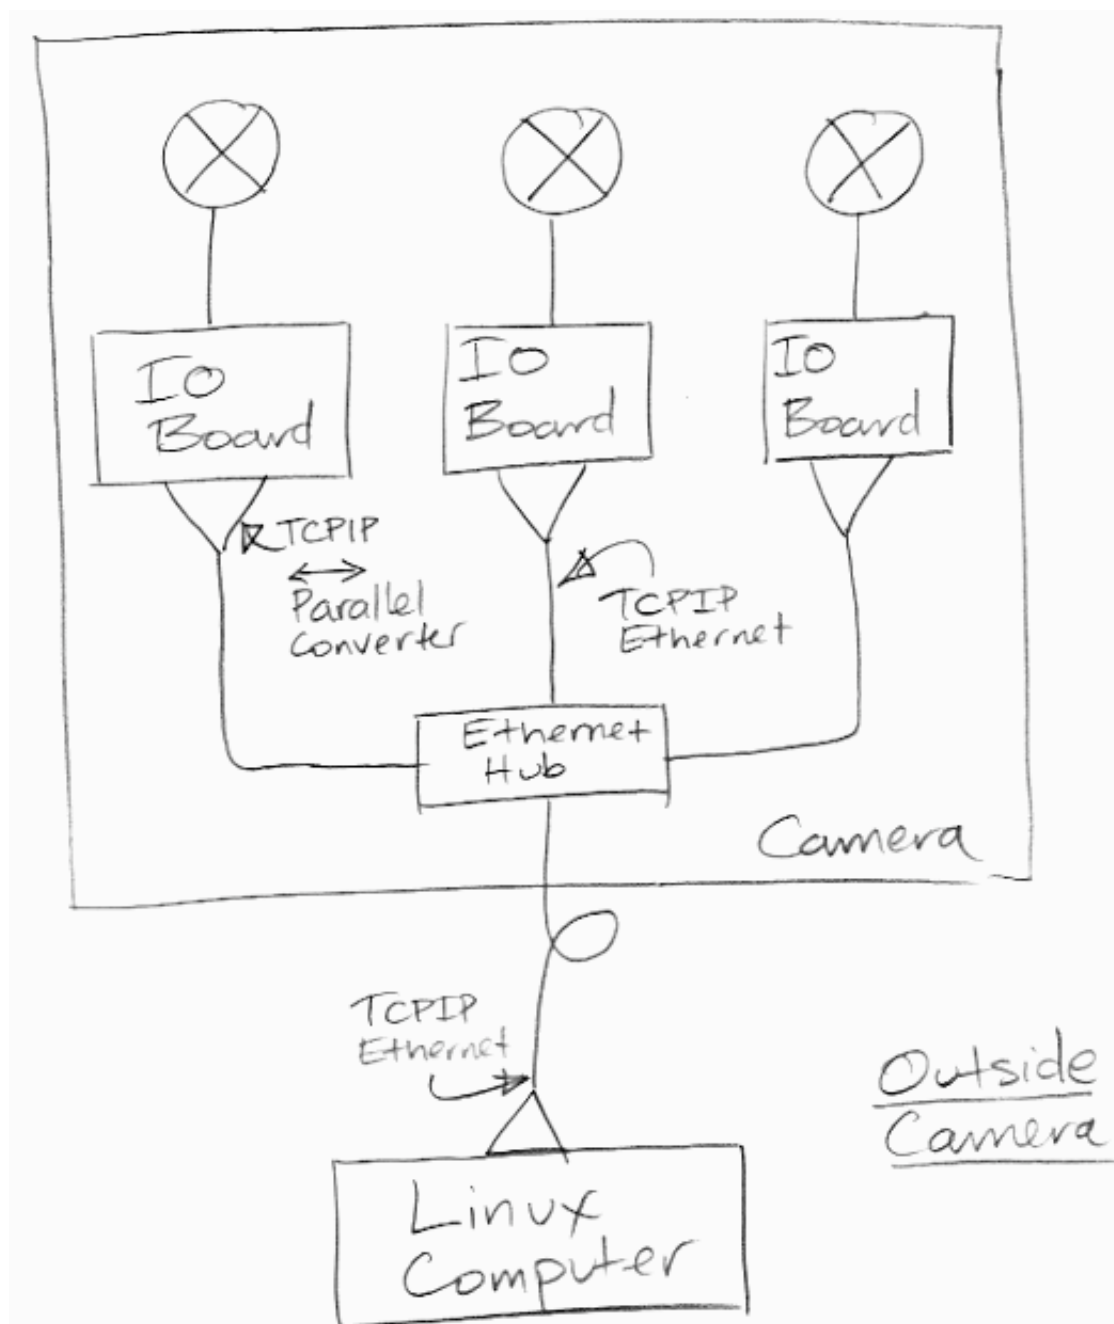 IO
Board
IO
Board
IO
Board
TCPIP
Parallel
Converter
TCPIP
Ethernet
Ethernet
Hub
Camera
TCPIP
Ethernet
Outside
Camera
Linux
Computer